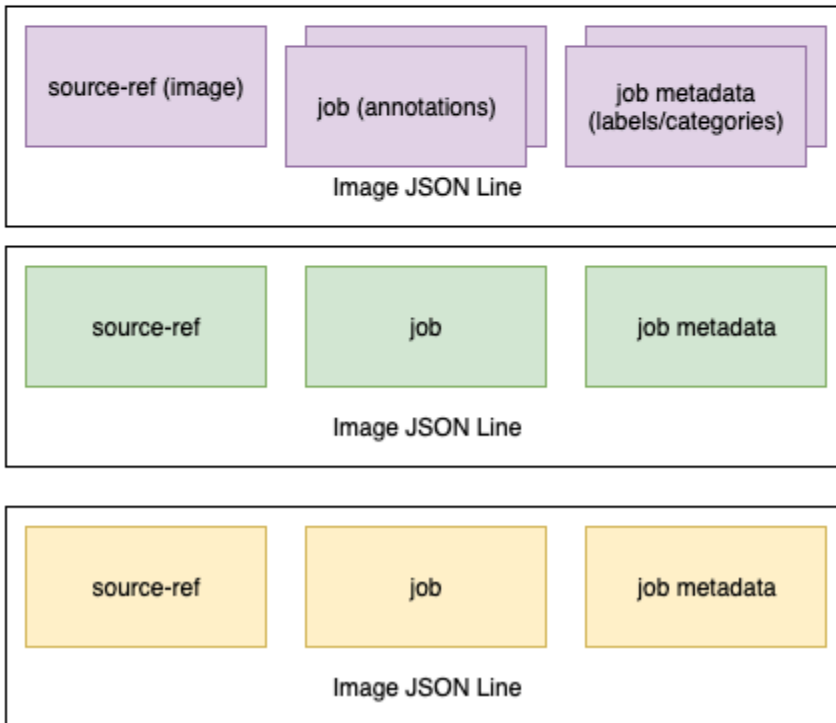 source-ref (image)
job (annotations)
job metadata
(labels/categories)
Image JSON Line
source-ref
job
job metadata
Image JSON Line
source-ref
job
job metadata
Image JSON Line